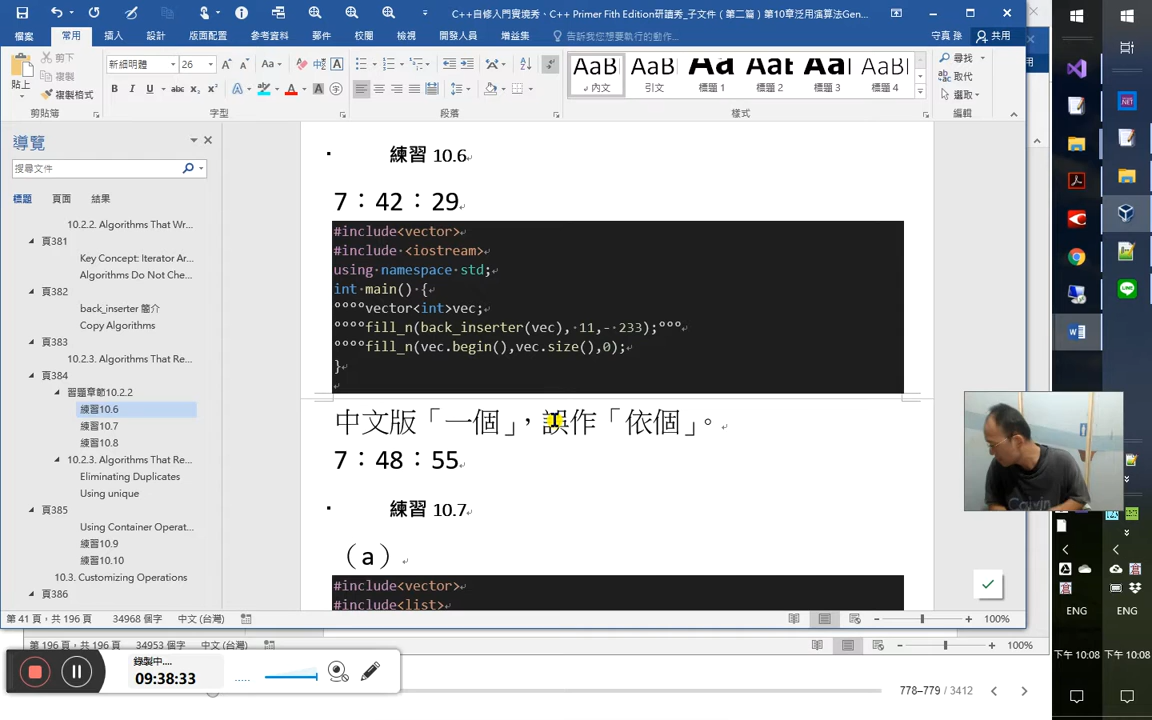 C++自修人門實境秀、C++ Primer Fith Edition研讀秀_子文件（第二篇）第10章泛用演算法Gen...
檔案 常用 插入 設計 版面配置 參考資料 郵件 校閱 檢視 開發人員 增益集 告訴我您想要執行的動作... 守真 孫 共用
貼上
剪下
複製
複製格式
剪貼簿
新細明體 26
B I U abc x₂ x²
字型
段落
AaB AaBb Aa AaB AaB AaBb
內文 引文 標題 1 標題 2 標題 3 標題 4
樣式
尋找
取代
選取
編輯
導覽
搜尋文件
標題 頁面 結果
10.2.2. Algorithms That Wr...
頁381
Key Concept: Iterator Ar...
Algorithms Do Not Che...
頁382
back_inserter 簡介
Copy Algorithms
頁383
10.2.3. Algorithms That Re...
頁384
習題章節10.2.2
練習10.6
練習10.7
練習10.8
10.2.3. Algorithms That Re...
Eliminating Duplicates
Using unique
頁385
Using Container Operat...
練習10.9
練習10.10
10.3. Customizing Operations
頁386
練習 10.6
7：42：29
#include<vector>
#include <iostream>
using namespace std;
int main() {
vector<int>vec;
fill_n(back_inserter(vec), 11,- 233);
fill_n(vec.begin(),vec.size(),0);
}
中文版「一個」，誤作「依個」。
7：48：55
練習 10.7
（a）
#include<vector>
#include<list>
第 41 頁，共 196 頁 34968 個字 中文 (台灣) 100%
第 196 頁，共 196 頁 34953 個字 中文 (台灣) 100%
錄製中....
09:38:33
778–779 / 3412
ENG ENG
下午 10:08 下午 10:08